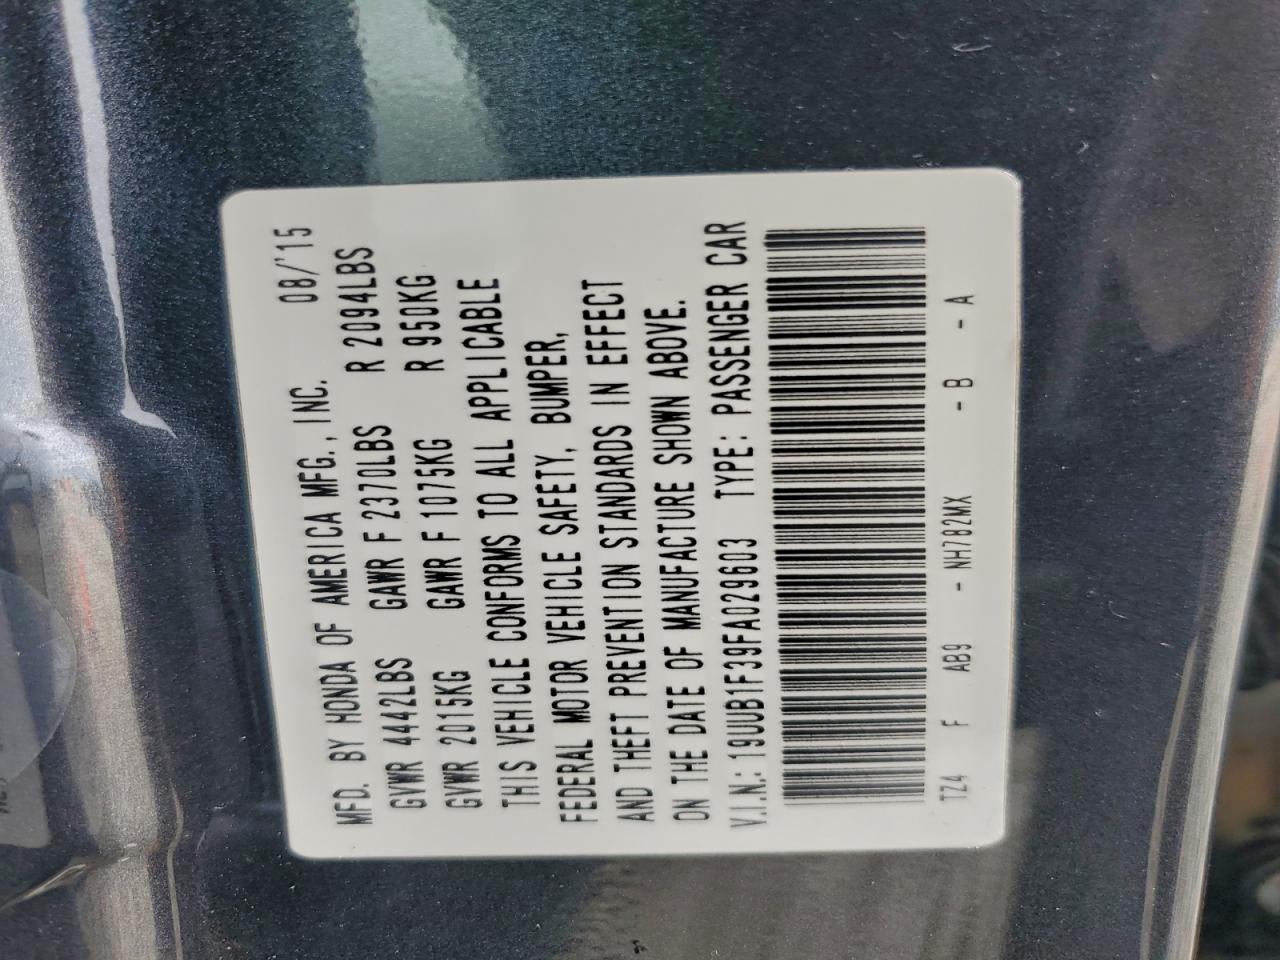 MFD. BY HONDA OF AMERICA MFG., INC. 08/'15
GVWR 4442LBS GAWR F 2370LBS R 2094LBS
GVWR 2015KG GAWR F 1075KG R 950KG
THIS VEHICLE CONFORMS TO ALL APPLICABLE
FEDERAL MOTOR VEHICLE SAFETY, BUMPER,
AND THEFT PREVENTION STANDARDS IN EFFECT
ON THE DATE OF MANUFACTURE SHOWN ABOVE.
V.I.N.: 19UUB1F39FA029603 TYPE: PASSENGER CAR
TZ4 F AB9 - NH782MX - B - A